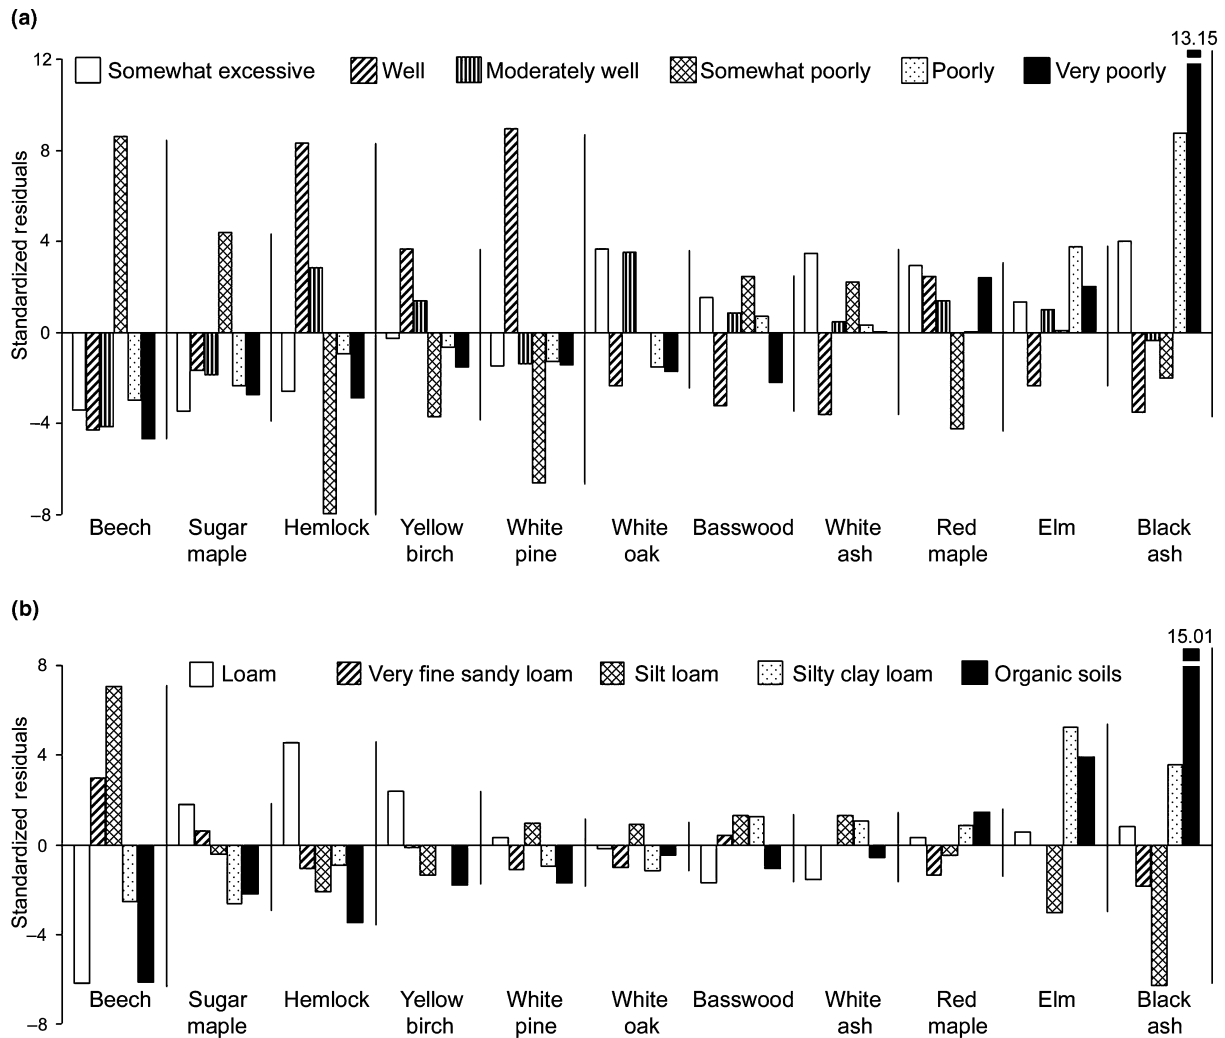 (a)
13.15
12
Somewhat excessive Well Moderately well Somewhat poorly Poorly Very poorly
8
4
0
–4
–8
Standardized residuals
Beech Sugar maple Hemlock Yellow birch White pine White oak Basswood White ash Red maple Elm Black ash
(b)
15.01
8
Loam Very fine sandy loam Silt loam Silty clay loam Organic soils
4
0
–4
–8
Standardized residuals
Beech Sugar maple Hemlock Yellow birch White pine White oak Basswood White ash Red maple Elm Black ash